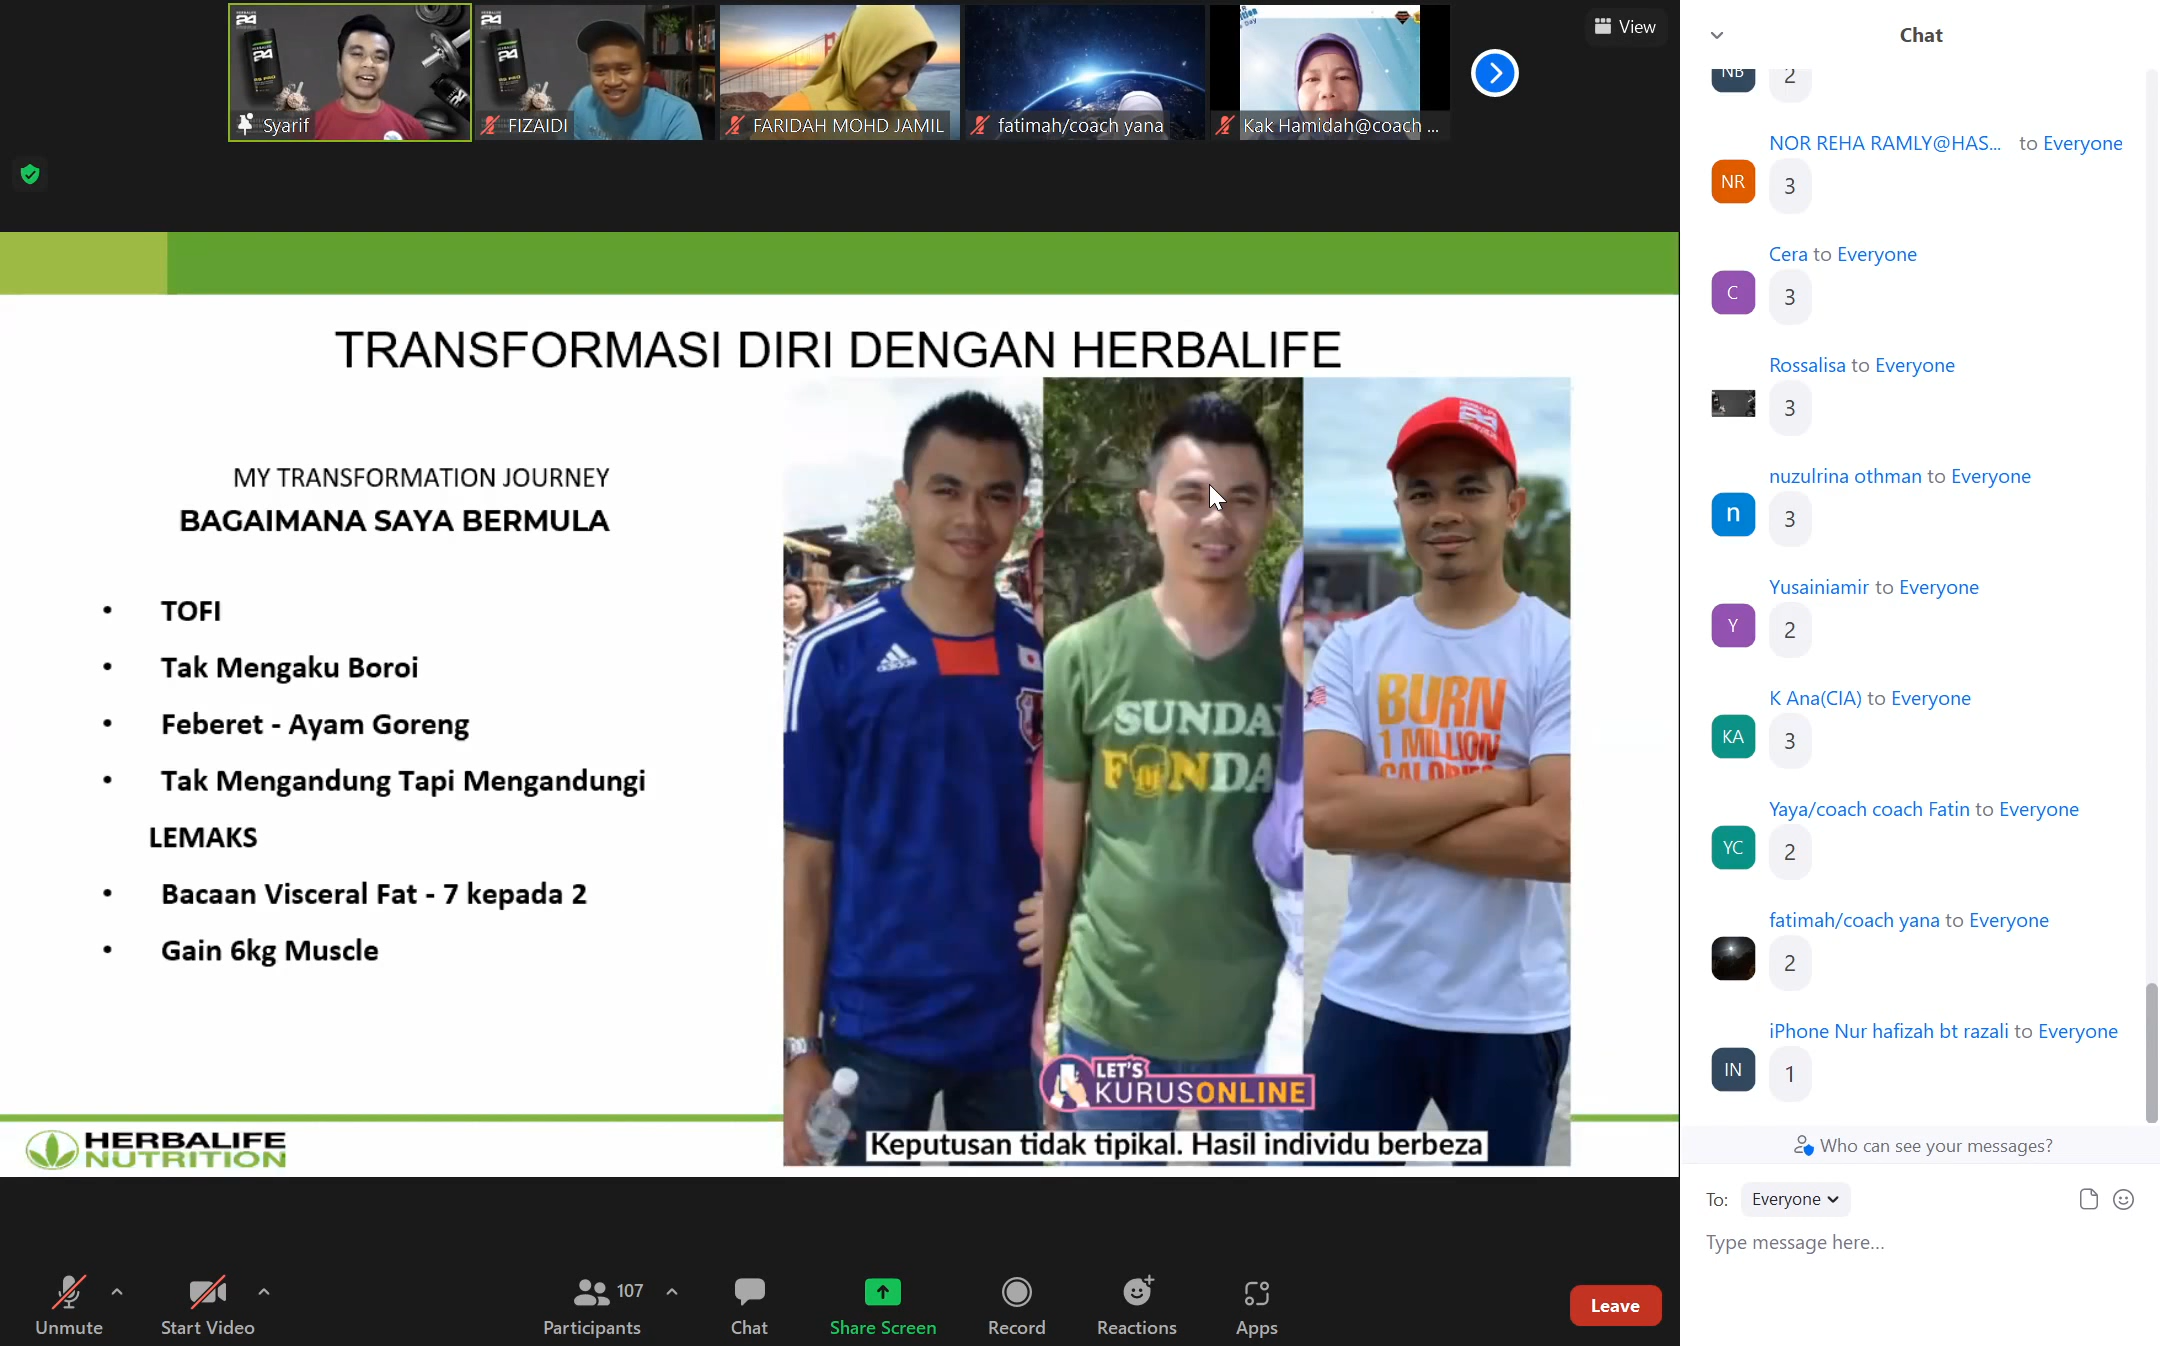 Syarif
FIZAIDI
FARIDAH MOHD JAMIL
fatimah/coach yana
Kak Hamidah@coach ...
View
TRANSFORMASI DIRI DENGAN HERBALIFE
MY TRANSFORMATION JOURNEY
BAGAIMANA SAYA BERMULA
• TOFI
• Tak Mengaku Boroi
• Feberet - Ayam Goreng
• Tak Mengandung Tapi Mengandungi
LEMAKS
• Bacaan Visceral Fat - 7 kepada 2
• Gain 6kg Muscle
adidas
SUNDAY
FUNDA
HERBALIFE
24
BURN
1 MILLION
CALORIES
LET'S
KURUSONLINE
Keputusan tidak tipikal. Hasil individu berbeza
HERBALIFE
NUTRITION
Unmute
Start Video
107
Participants
Chat
Share Screen
Record
Reactions
Apps
Leave
Chat
NB
2
NOR REHA RAMLY@HAS... to Everyone
NR
3
Cera to Everyone
C
3
Rossalisa to Everyone
3
nuzulrina othman to Everyone
n
3
Yusainiamir to Everyone
Y
2
K Ana(CIA) to Everyone
KA
3
Yaya/coach coach Fatin to Everyone
YC
2
fatimah/coach yana to Everyone
2
iPhone Nur hafizah bt razali to Everyone
IN
1
Who can see your messages?
To: Everyone
Type message here...